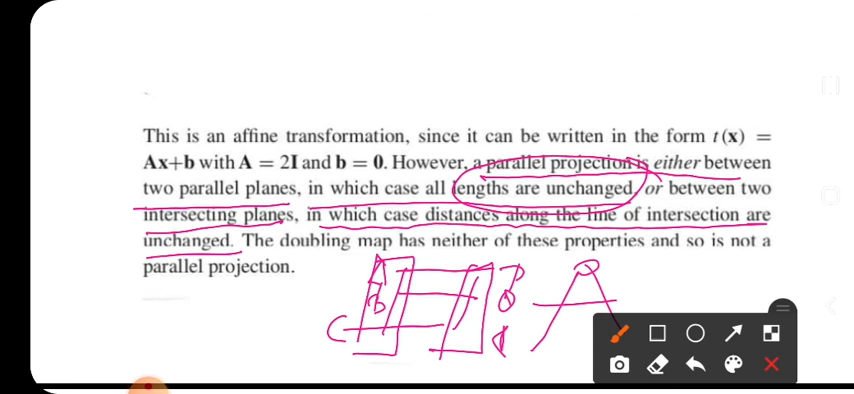 This is an affine transformation, since it can be written in the form t(x) =
Ax+b with A = 2I and b = 0. However, a parallel projection is either between
two parallel planes, in which case all lengths are unchanged, or between two
intersecting planes, in which case distances along the line of intersection are
unchanged. The doubling map has neither of these properties and so is not a
parallel projection.
A P
B Q
C